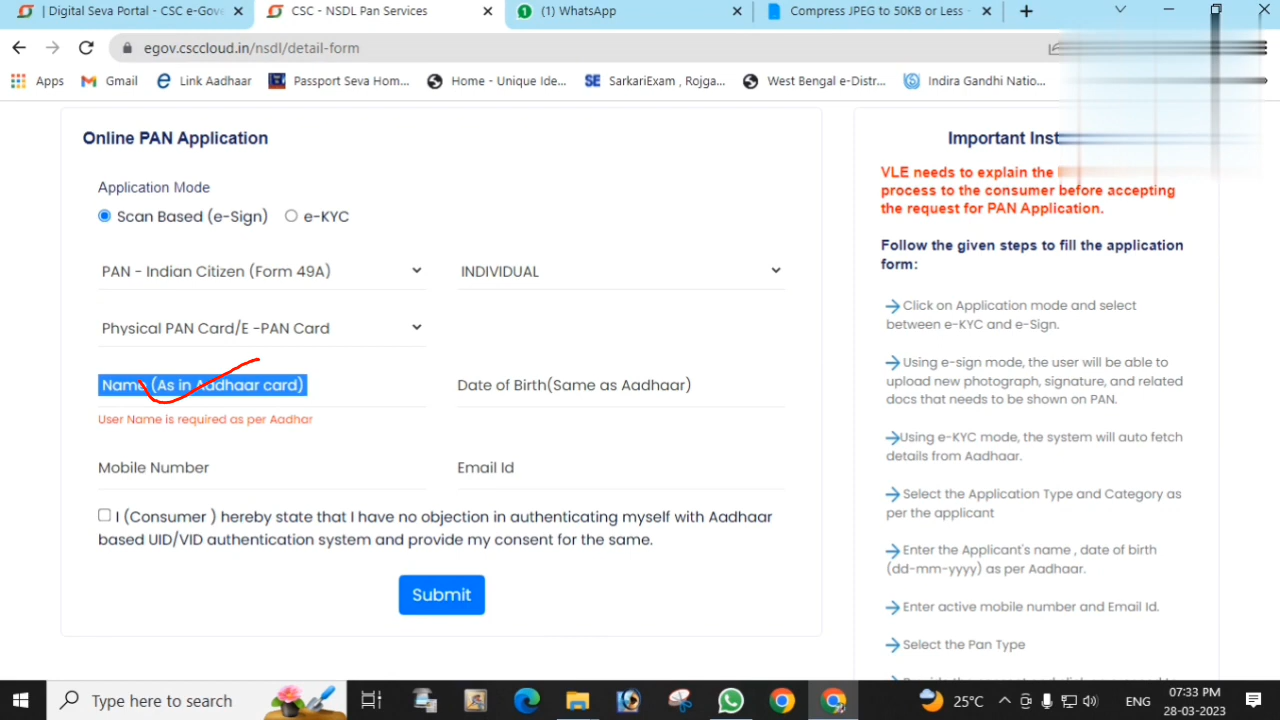 | Digital Seva Portal - CSC e-Gove
CSC - NSDL Pan Services
(1) WhatsApp
Compress JPEG to 50KB or Less -
egov.csccloud.in/nsdl/detail-form
Apps
Gmail
Link Aadhaar
Passport Seva Hom...
Home - Unique Ide...
SE SarkariExam , Rojga...
West Bengal e-Distr...
Indira Gandhi Natio...
Online PAN Application
Application Mode
Scan Based (e-Sign) e-KYC
PAN - Indian Citizen (Form 49A) INDIVIDUAL
Physical PAN Card/E -PAN Card
Name (As in Aadhaar card) Date of Birth(Same as Aadhaar)
User Name is required as per Aadhar
Mobile Number Email Id
I (Consumer ) hereby state that I have no objection in authenticating myself with Aadhaar
based UID/VID authentication system and provide my consent for the same.
Submit
Important Inst
VLE needs to explain the
process to the consumer before accepting
the request for PAN Application.
Follow the given steps to fill the application
form:
Click on Application mode and select
between e-KYC and e-Sign.
Using e-sign mode, the user will be able to
upload new photograph, signature, and related
docs that needs to be shown on PAN.
Using e-KYC mode, the system will auto fetch
details from Aadhaar.
Select the Application Type and Category as
per the applicant
Enter the Applicant's name , date of birth
(dd-mm-yyyy) as per Aadhaar.
Enter active mobile number and Email Id.
Select the Pan Type
Type here to search
25°C
ENG
07:33 PM
28-03-2023